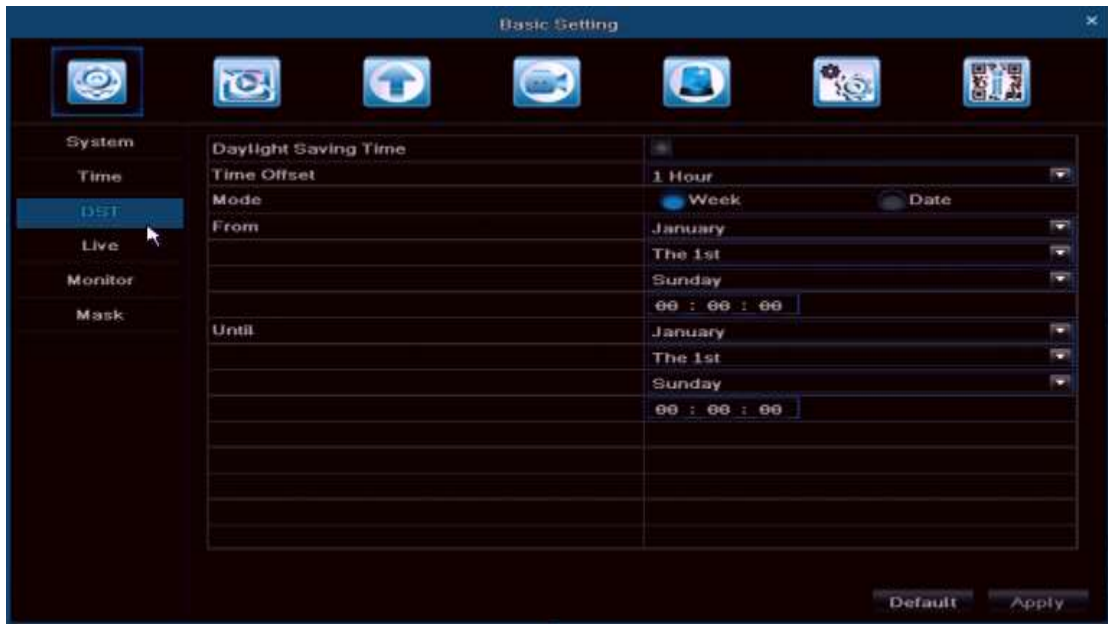 Basic Setting
System
Time
DST
Live
Monitor
Mask
Daylight Saving Time
Time Offset 1 Hour
Mode Week Date
From January
The 1st
Sunday
00 : 00 : 00
Until January
The 1st
Sunday
00 : 00 : 00
Default Apply